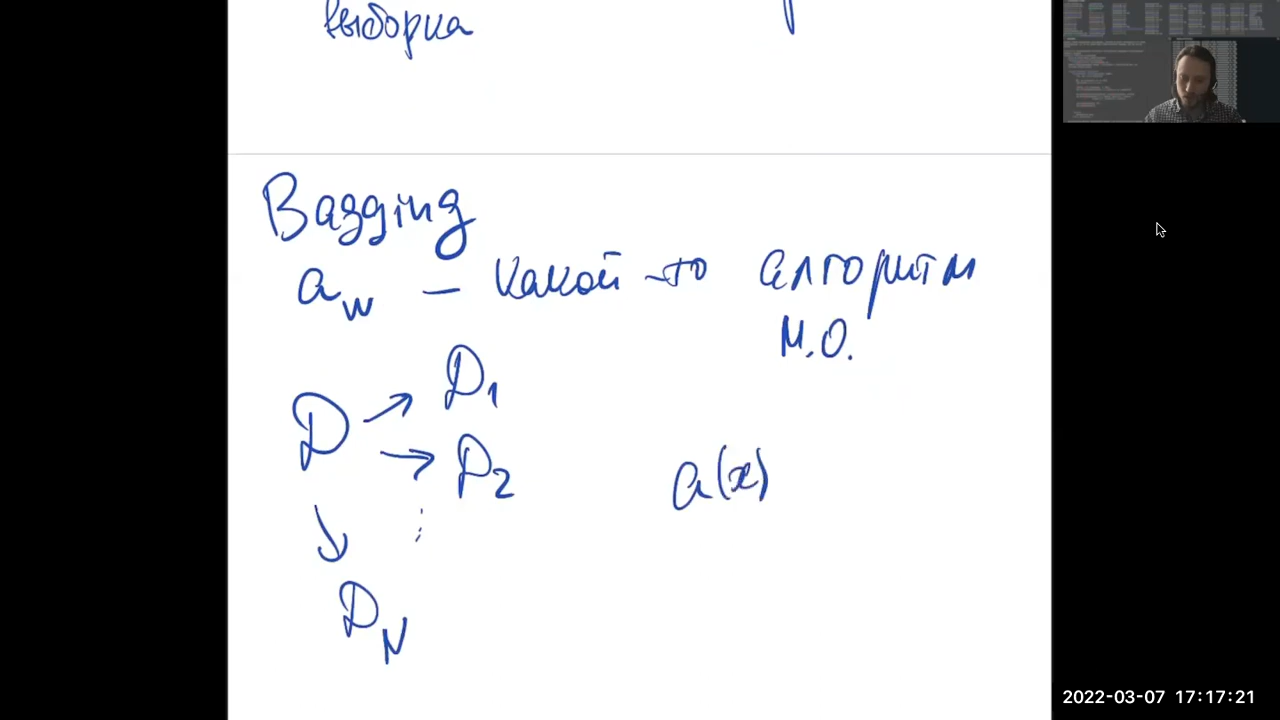 выборка
Bagging
a_w — какой-то алгоритм
М.О.
D → D_1
→ D_2
⋮
a(x)
↓
D_N
2022-03-07 17:17:21